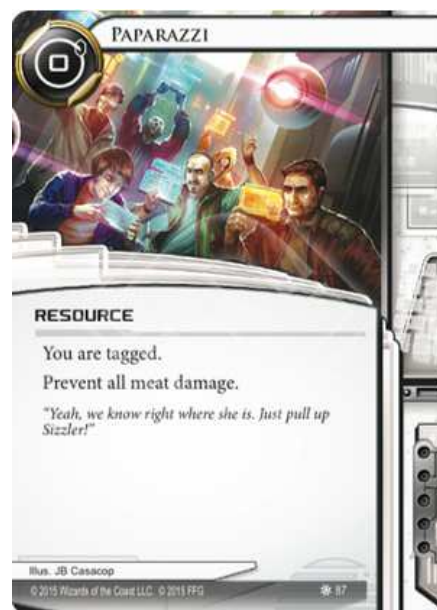 PAPARAZZI
RESOURCE
You are tagged.
Prevent all meat damage.
"Yeah, we know right where she is. Just pull up
Sizzler!"
Illus. JB Casacop
© 2015 Wizards of the Coast LLC. © 2015 FFG
87